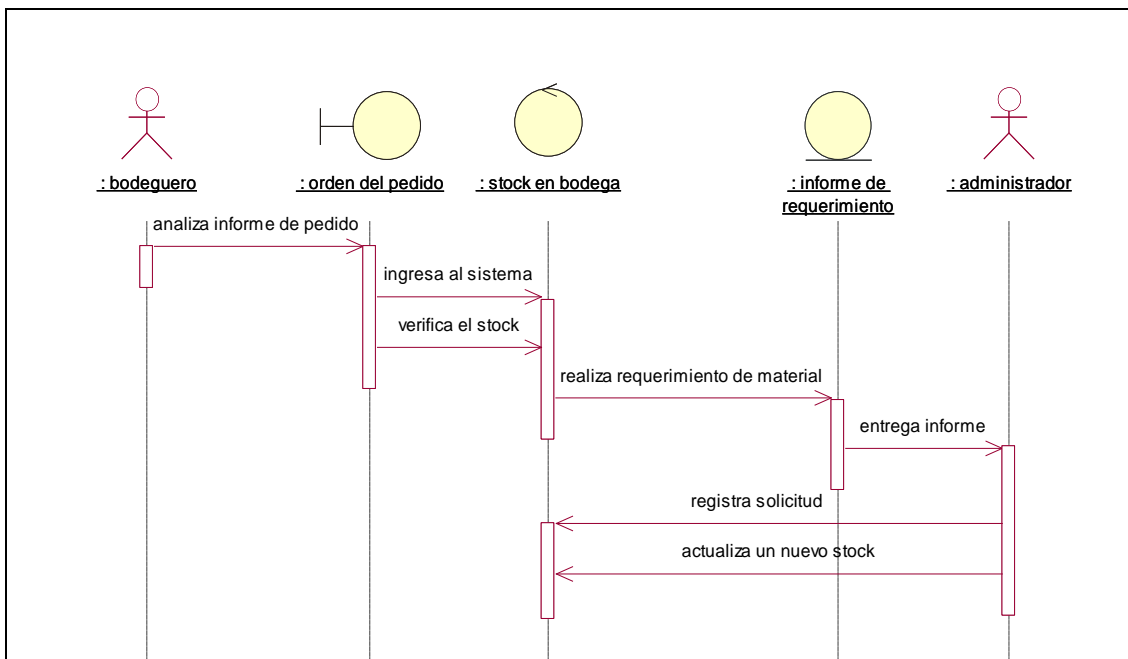 : bodeguero
: orden del pedido
: stock en bodega
: informe de
requerimiento
: administrador
analiza informe de pedido
ingresa al sistema
verifica el stock
realiza requerimiento de material
entrega informe
registra solicitud
actualiza un nuevo stock